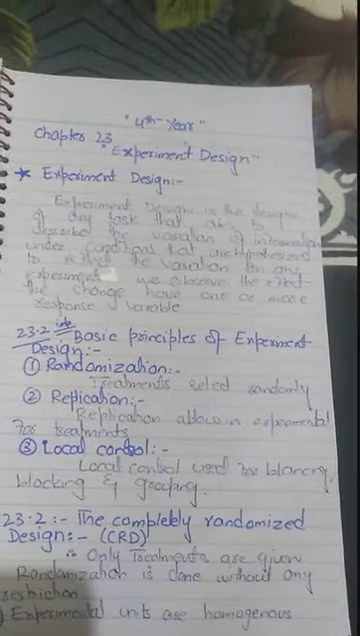 "4th-Year"
Chapter 23
"Experiment Design"
* Experiment Design:-
Experiment Design is the design
of any task that as to
describe the variation of information
under conditions that are hypothesized
to reflect the variation in any
experiment we observe the effect
the change have one or more
response variable
23.2 Basic principles of Experment
Design:-
① Randomization:-
Treatments select randomly
② Replication:-
Replication allow in expermental
for treatments
③ Local control:-
Local control used be blancing,
blocking & grouping.
23.2:- The completely randomized
Design:- (CRD)
Only Treatments are given
Randomization is done without any
restriction
Experimental units are homogenous